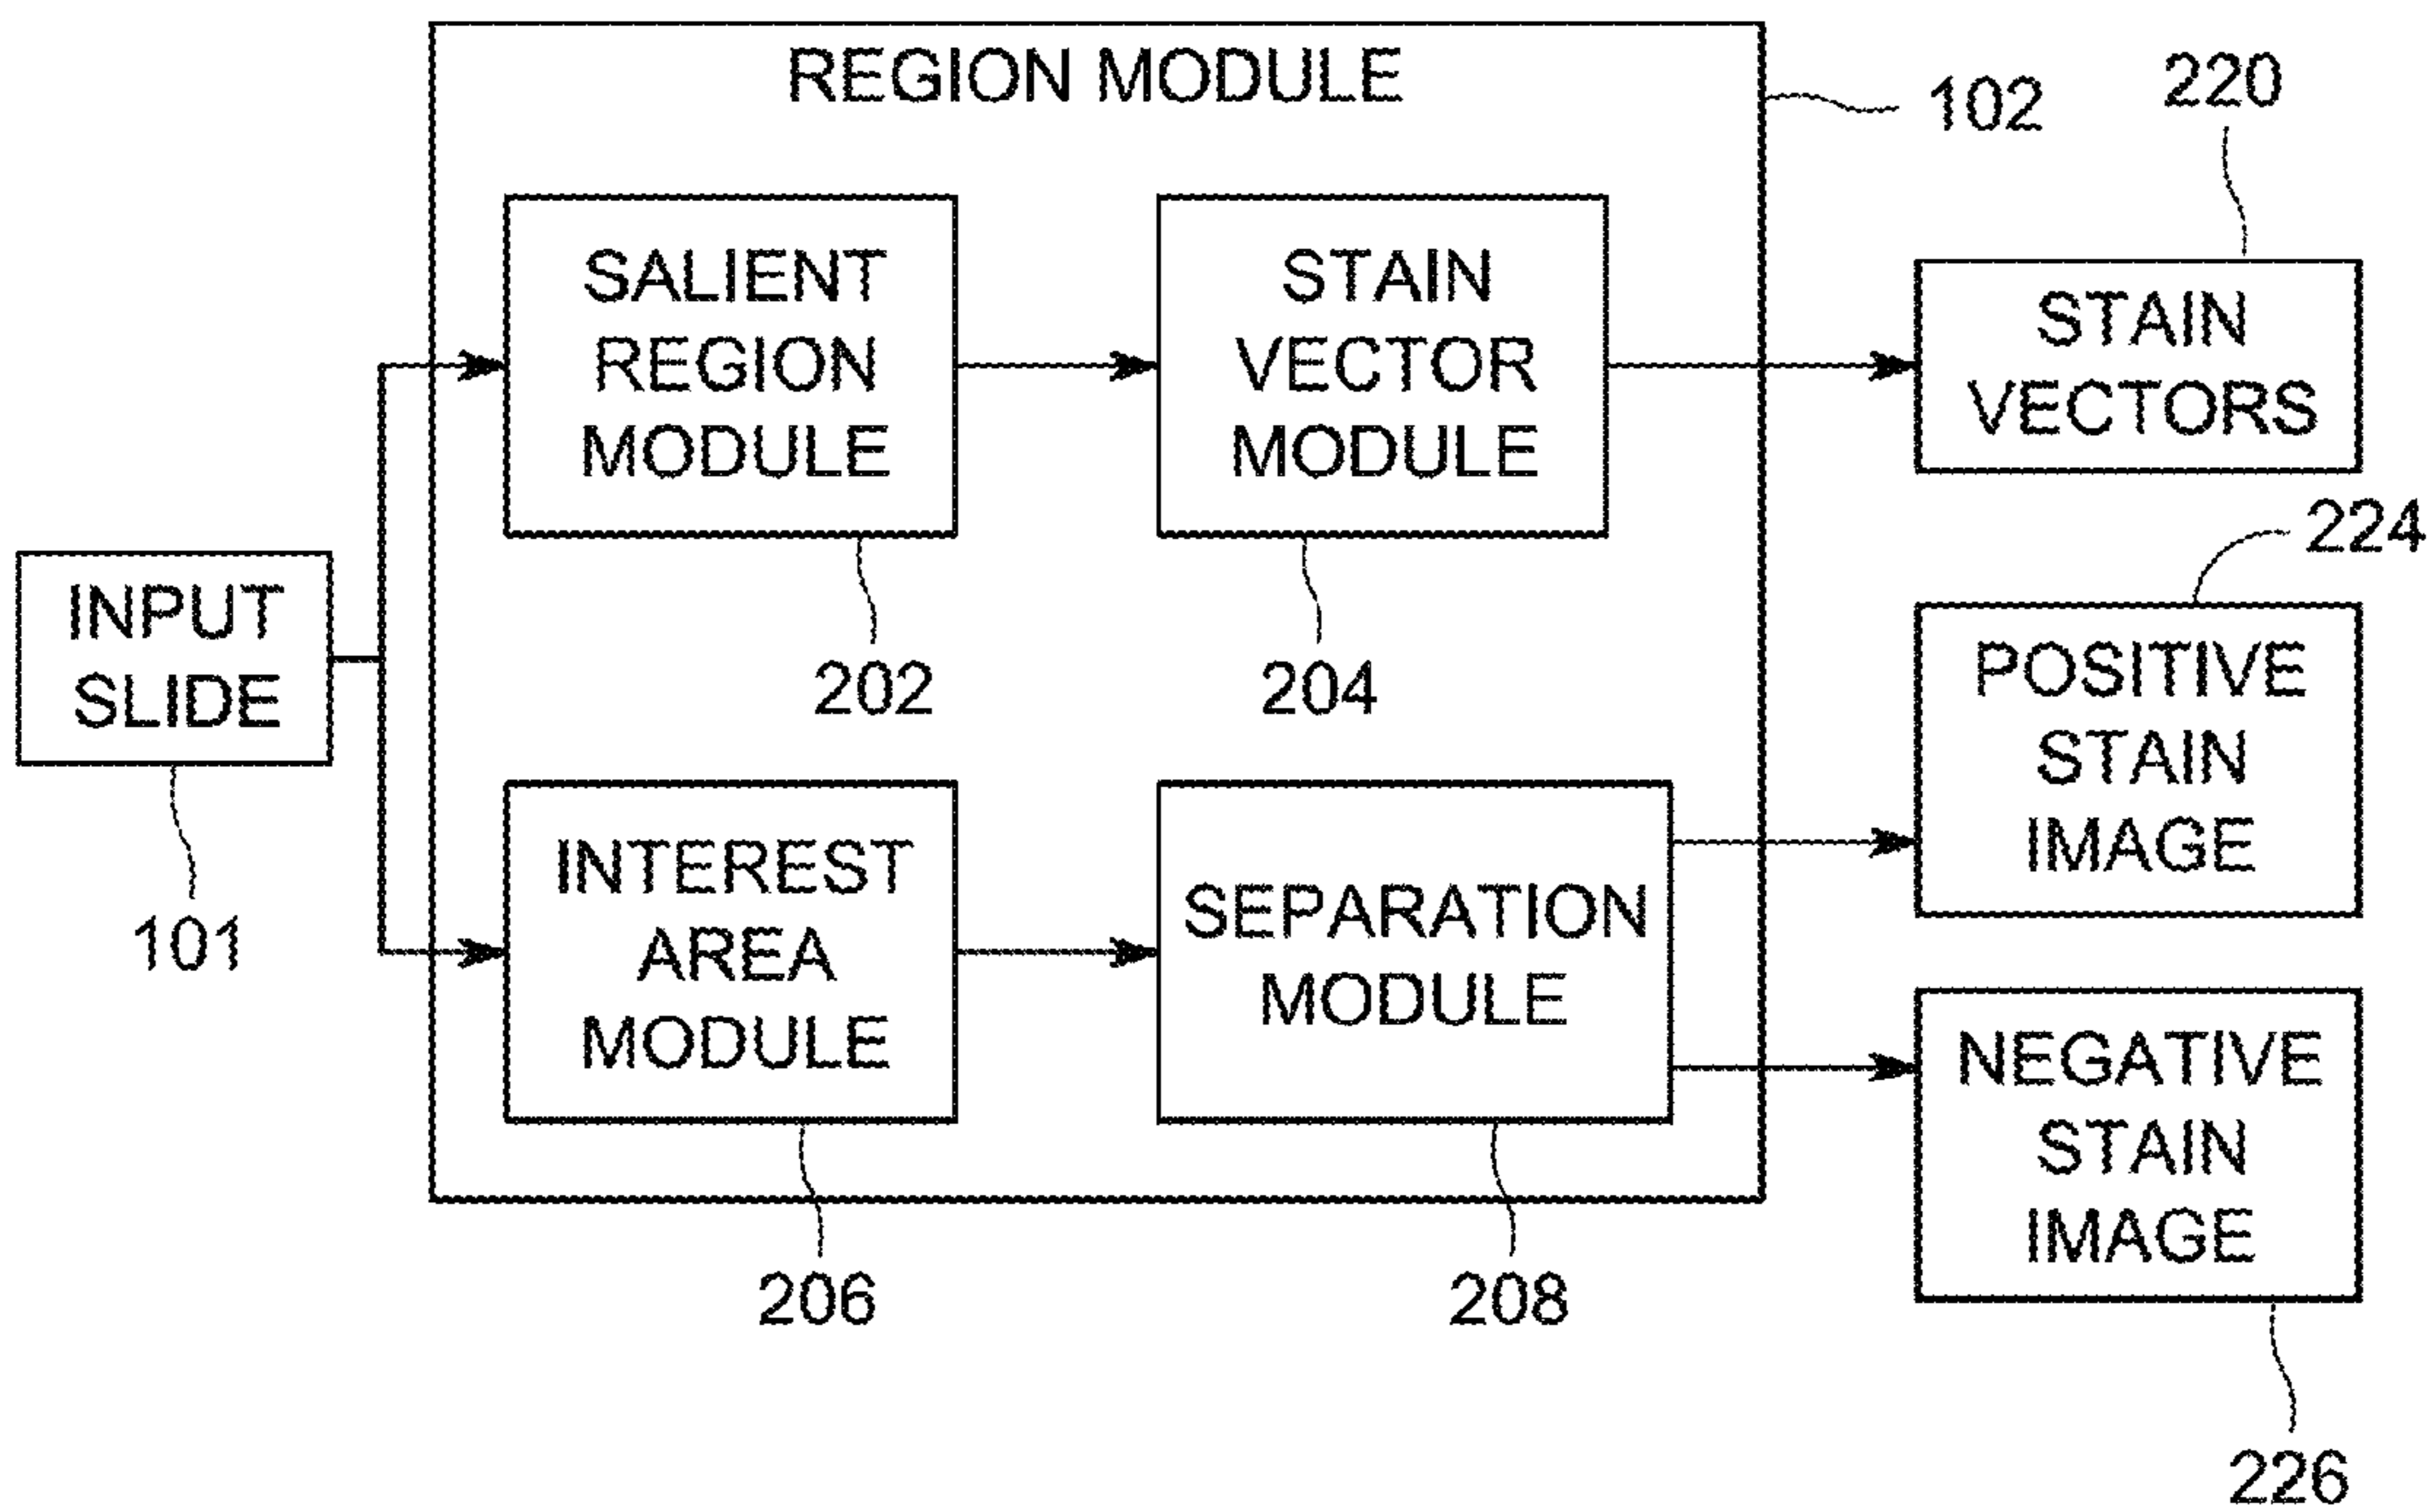 REGION MODULE
102
220
SALIENT
REGION
MODULE
202
STAIN
VECTOR
MODULE
204
STAIN
VECTORS
224
INPUT
SLIDE
101
POSITIVE
STAIN
IMAGE
INTEREST
AREA
MODULE
206
SEPARATION
MODULE
208
NEGATIVE
STAIN
IMAGE
226